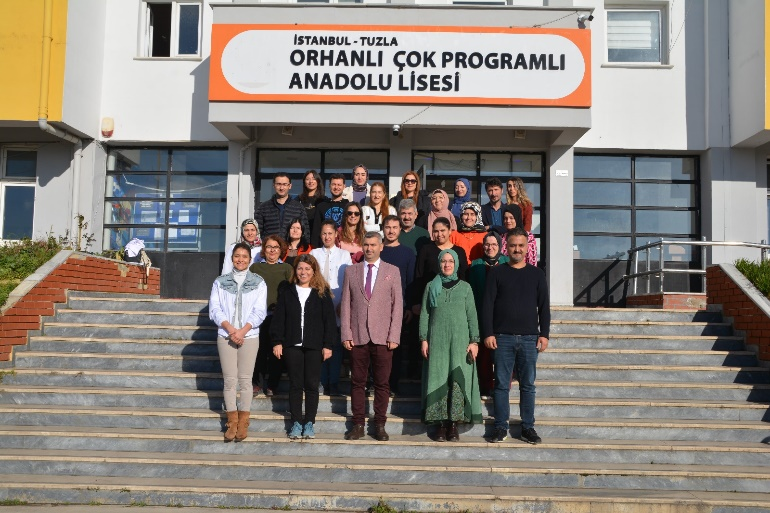 İSTANBUL - TUZLA
ORHANLI ÇOK PROGRAMLI
ANADOLU LİSESİ